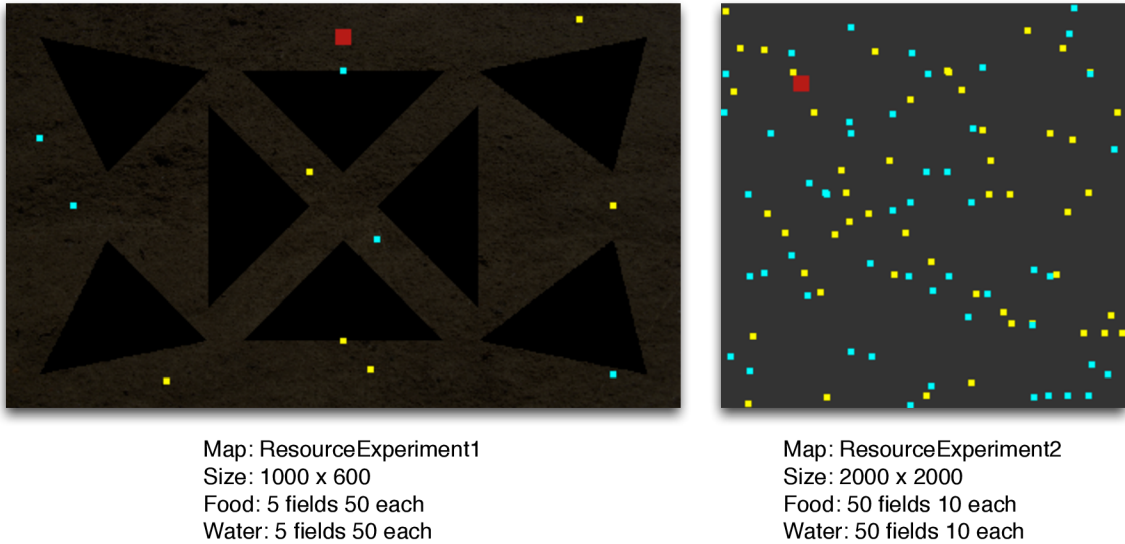 Map: ResourceExperiment1
Size: 1000 x 600
Food: 5 fields 50 each
Water: 5 fields 50 each
Map: ResourceExperiment2
Size: 2000 x 2000
Food: 50 fields 10 each
Water: 50 fields 10 each